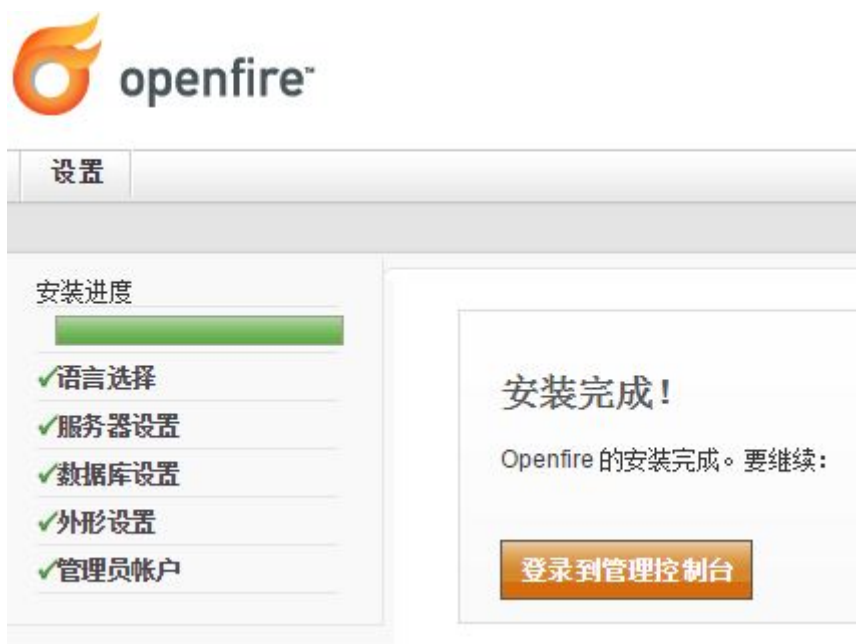 openfire™
设置
安装进度
✓语言选择
✓服务器设置
✓数据库设置
✓外形设置
✓管理员帐户
安装完成!
Openfire 的安装完成。要继续:
登录到管理控制台